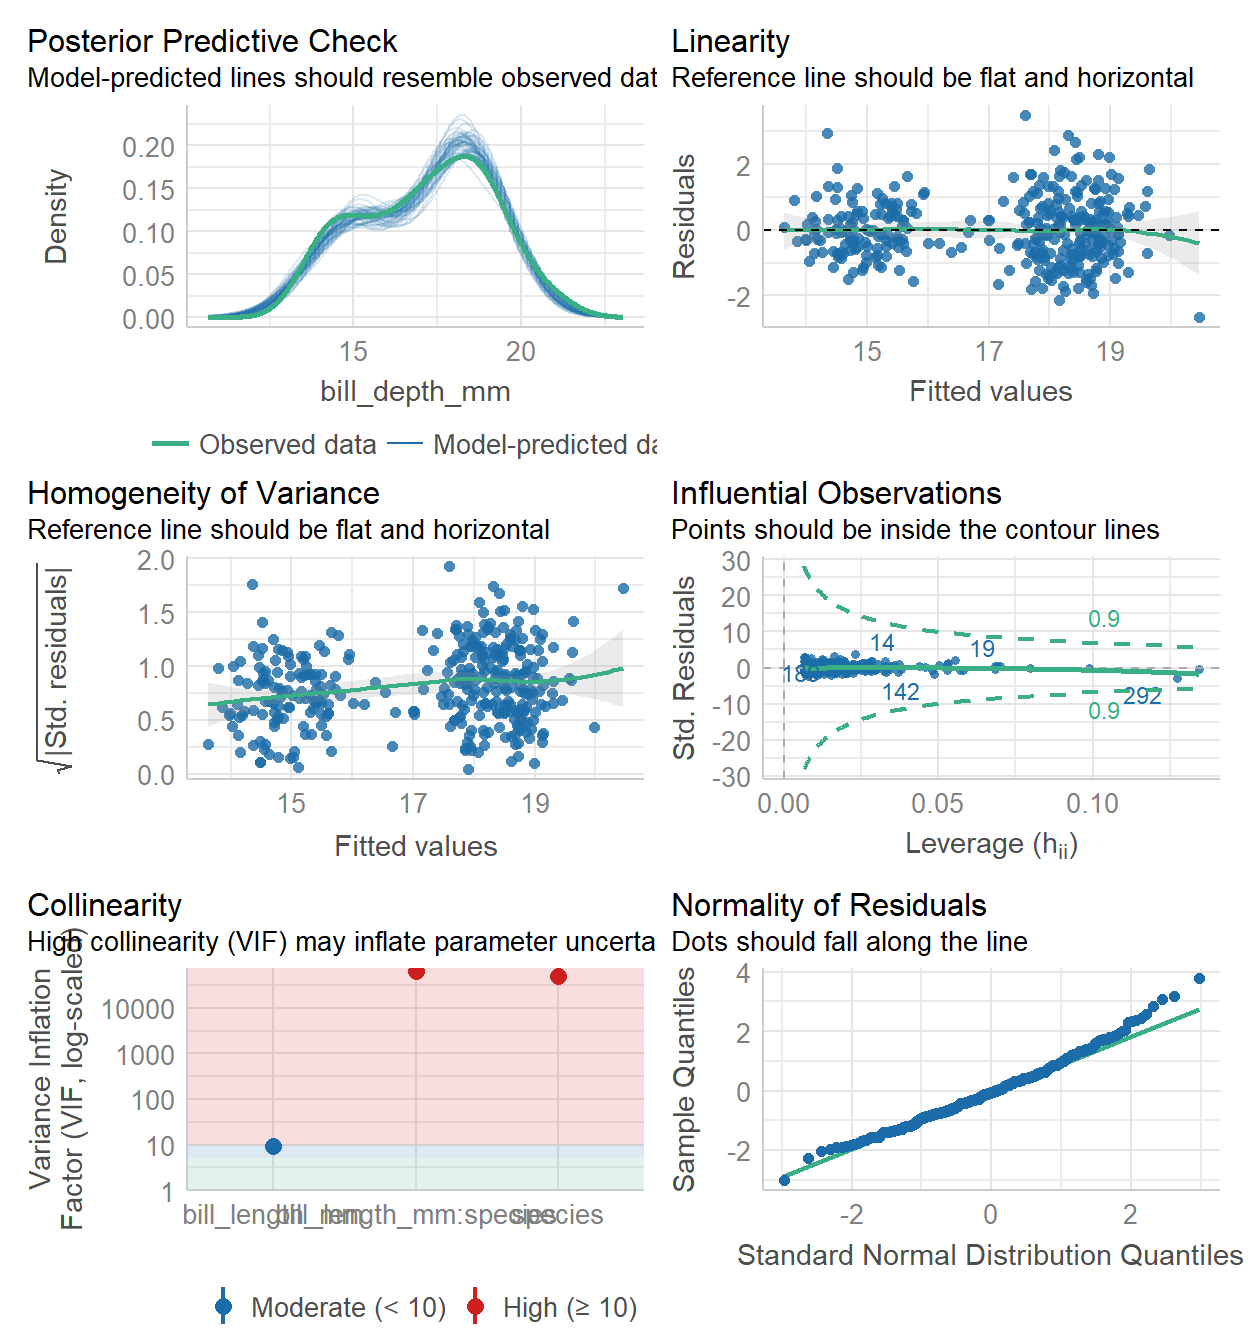 Posterior Predictive Check
Model-predicted lines should resemble observed dat
0.20
0.15
0.10
0.05
0.00
Density
15 20
bill_depth_mm
Observed data Model-predicted da
Linearity
Reference line should be flat and horizontal
2
0
-2
Residuals
15 17 19
Fitted values
Homogeneity of Variance
Reference line should be flat and horizontal
2.0
1.5
1.0
0.5
0.0
√|Std. residuals|
15 17 19
Fitted values
Influential Observations
Points should be inside the contour lines
30
20
10
0
-10
-20
-30
Std. Residuals
0.9
14
19
142
292
0.9
0.00 0.05 0.10
Leverage (hii)
Collinearity
High collinearity (VIF) may inflate parameter uncerta
10000
1000
100
10
1
Variance Inflation
Factor (VIF, log-scaled)
bill_length_mm bill_length_mm:species species
Moderate (< 10) High (≥ 10)
Normality of Residuals
Dots should fall along the line
4
2
0
-2
Sample Quantiles
-2 0 2
Standard Normal Distribution Quantiles